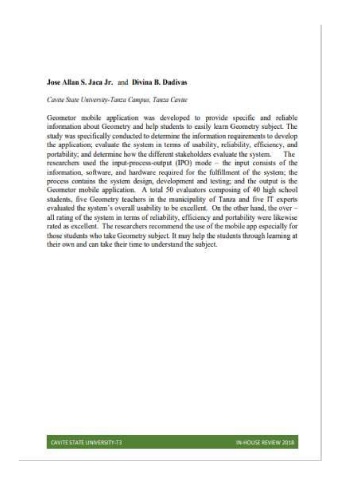 Jose Allan S. Jaca Jr. and Divina B. Dadivas
Cavite State University-Tanza Campus, Tanza Cavite
Geometor mobile application was developed to provide specific and reliable
information about Geometry and help students to easily learn Geometry subject. The
study was specifically conducted to determine the information requirements to develop
the application; evaluate the system in terms of usability, reliability, efficiency, and
portability; and determine how the different stakeholders evaluate the system. The
researchers used the input-process-output (IPO) mode – the input consists of the
information, software, and hardware required for the fulfillment of the system; the
process contains the system design, development and testing; and the output is the
Geometor mobile application. A total 50 evaluators composing of 40 high school
students, five Geometry teachers in the municipality of Tanza and five IT experts
evaluated the system's overall usability to be excellent. On the other hand, the over –
all rating of the system in terms of reliability, efficiency and portability were likewise
rated as excellent. The researchers recommend the use of the mobile app especially for
those students who take Geometry subject. It may help the students through learning at
their own and can take their time to understand the subject.
CAVITE STATE UNIVERSITY-T3 IN-HOUSE REVIEW 2018